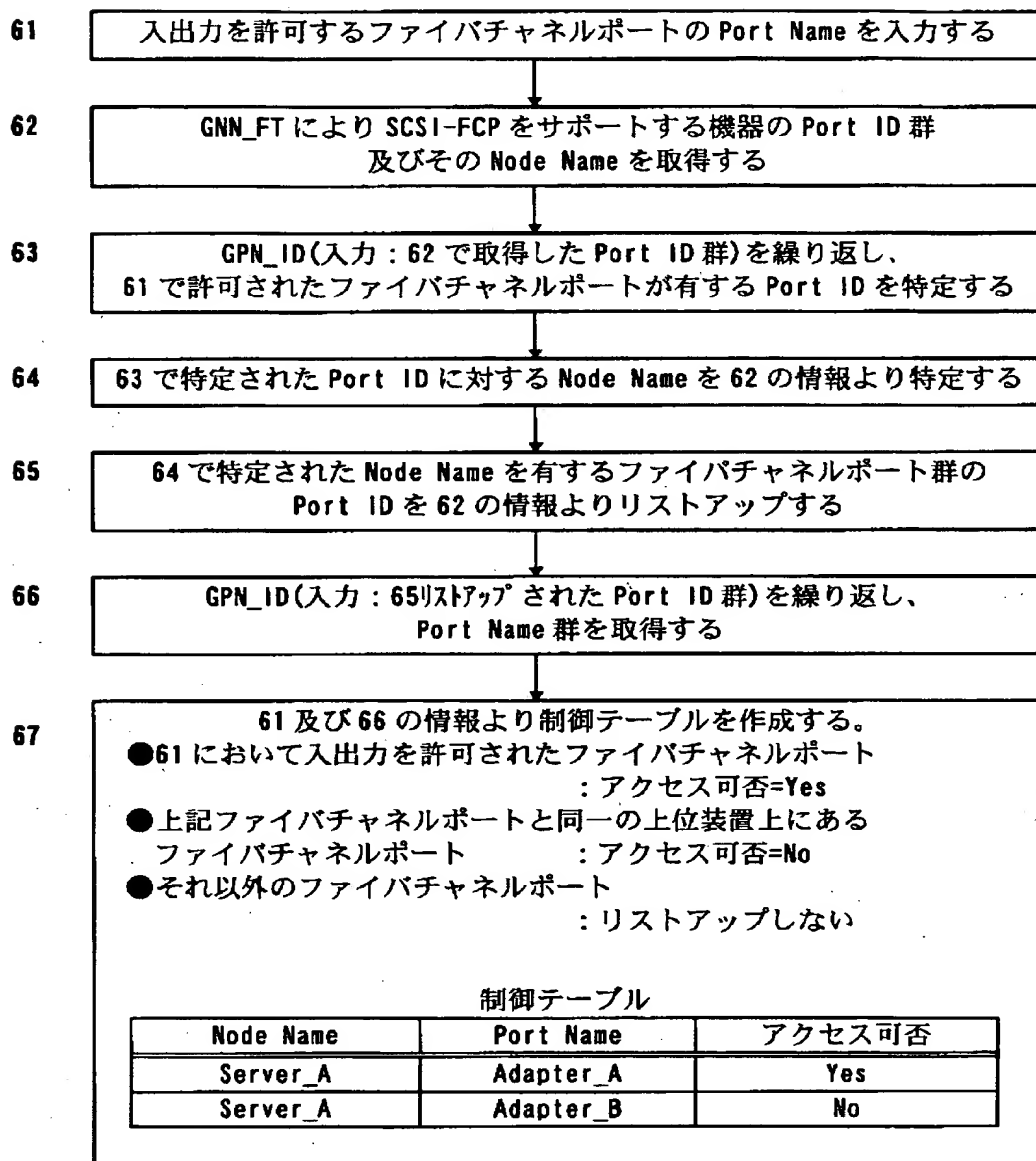 61 入出力を許可するファイバチャネルポートの Port Name を入力する
62 GNN_FT により SCSI-FCP をサポートする機器の Port ID 群
及びその Node Name を取得する
63 GPN_ID(入力:62 で取得した Port ID 群)を繰り返し、
61 で許可されたファイバチャネルポートが有する Port ID を特定する
64 63 で特定された Port ID に対する Node Name を 62 の情報より特定する
65 64 で特定された Node Name を有するファイバチャネルポート群の
Port ID を 62 の情報よりリストアップする
66 GPN_ID(入力:65ﾘｽﾄｱｯﾌﾟされた Port ID 群)を繰り返し、
Port Name 群を取得する
67 61 及び 66 の情報より制御テーブルを作成する。
●61 において入出力を許可されたファイバチャネルポート
:アクセス可否=Yes
●上記ファイバチャネルポートと同一の上位装置上にある
ファイバチャネルポート :アクセス可否=No
●それ以外のファイバチャネルポート
:リストアップしない
制御テーブル
Node Name Port Name アクセス可否
Server_A Adapter_A Yes
Server_A Adapter_B No